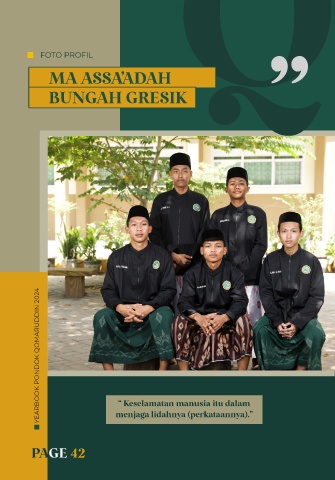 FOTO PROFIL
MA ASSA'ADAH
BUNGAH GRESIK
”
YEARBOOK PONDOK QOMARUDDIN 2024
“ Keselamatan manusia itu dalam
menjaga lidahnya (perkataannya).”
PAGE 42